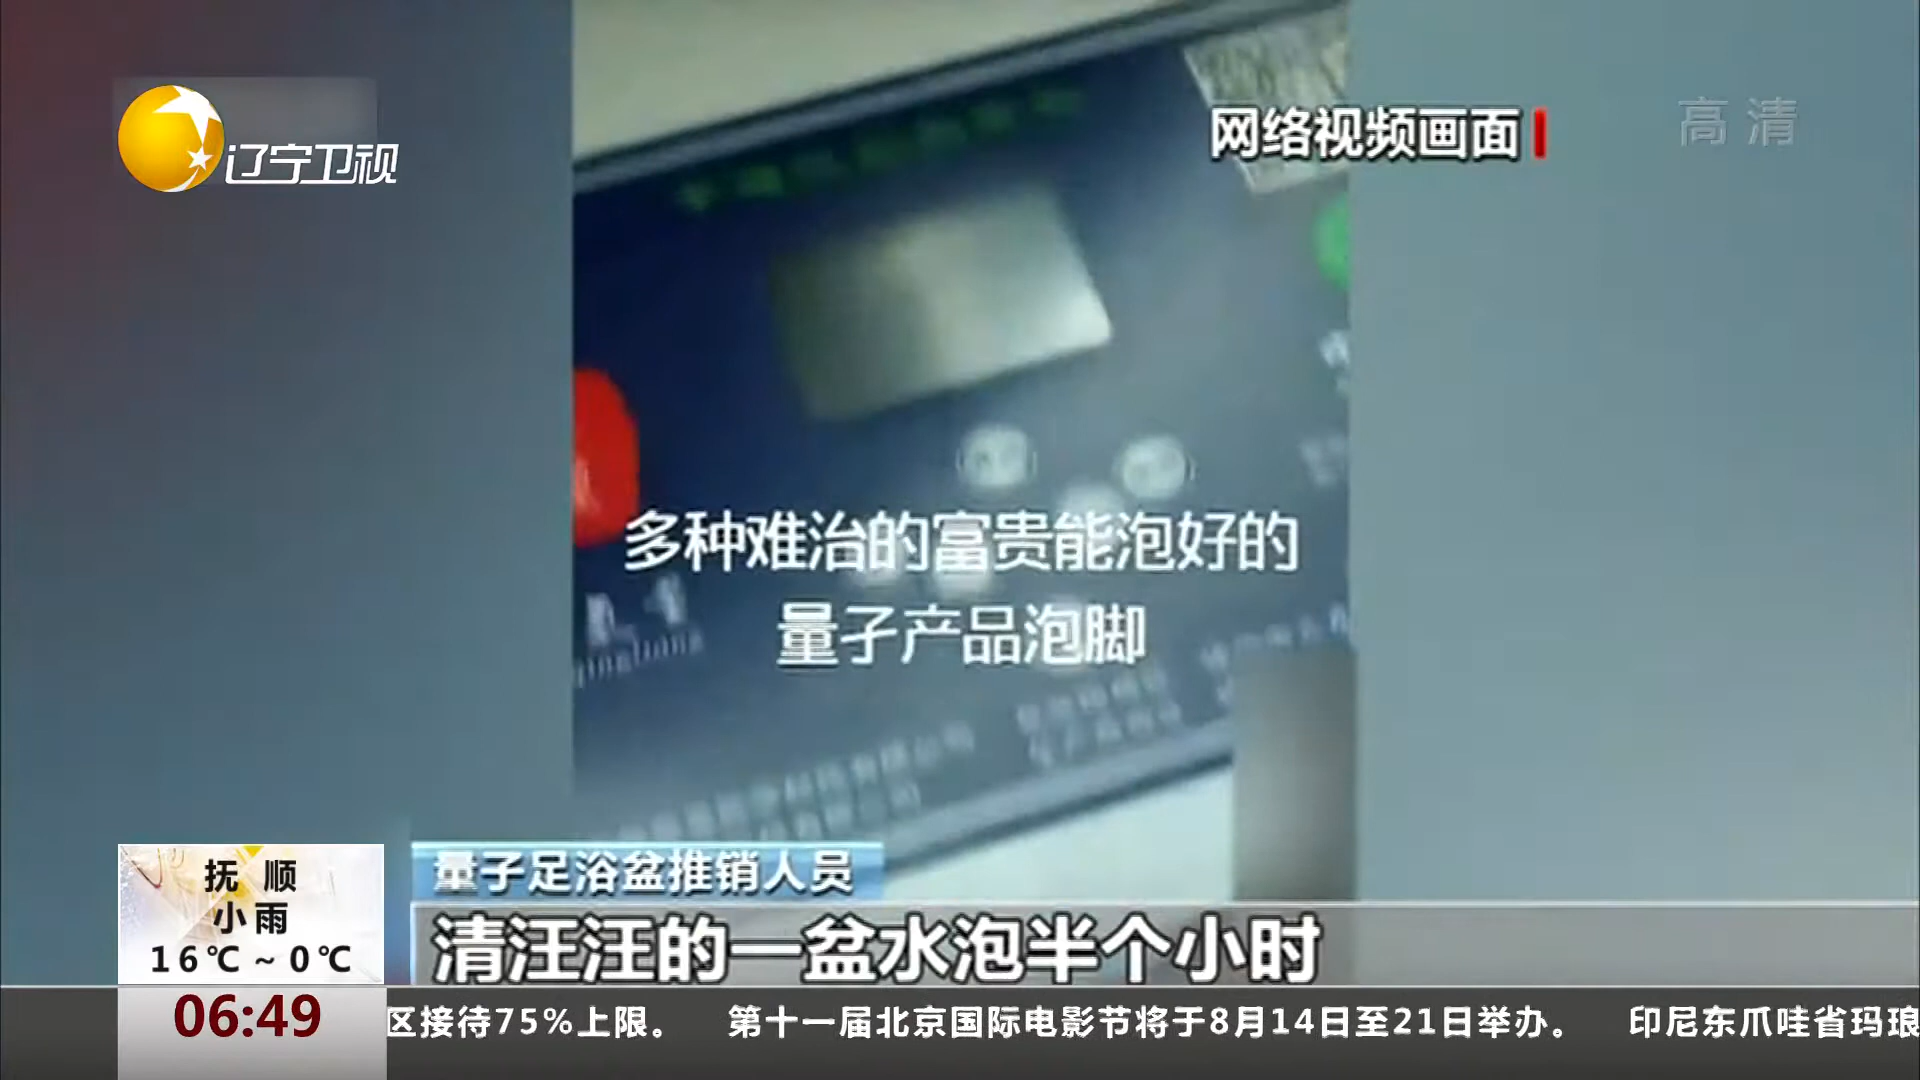 辽宁卫视
网络视频画面
高清
多种难治的富贵能泡好的
量子产品泡脚
量子足浴盆推销人员
清汪汪的一盆水泡半个小时
抚顺
小雨
16℃~0℃
06:49
区接待75%上限。 第十一届北京国际电影节将于8月14日至21日举办。 印尼东爪哇省玛琅